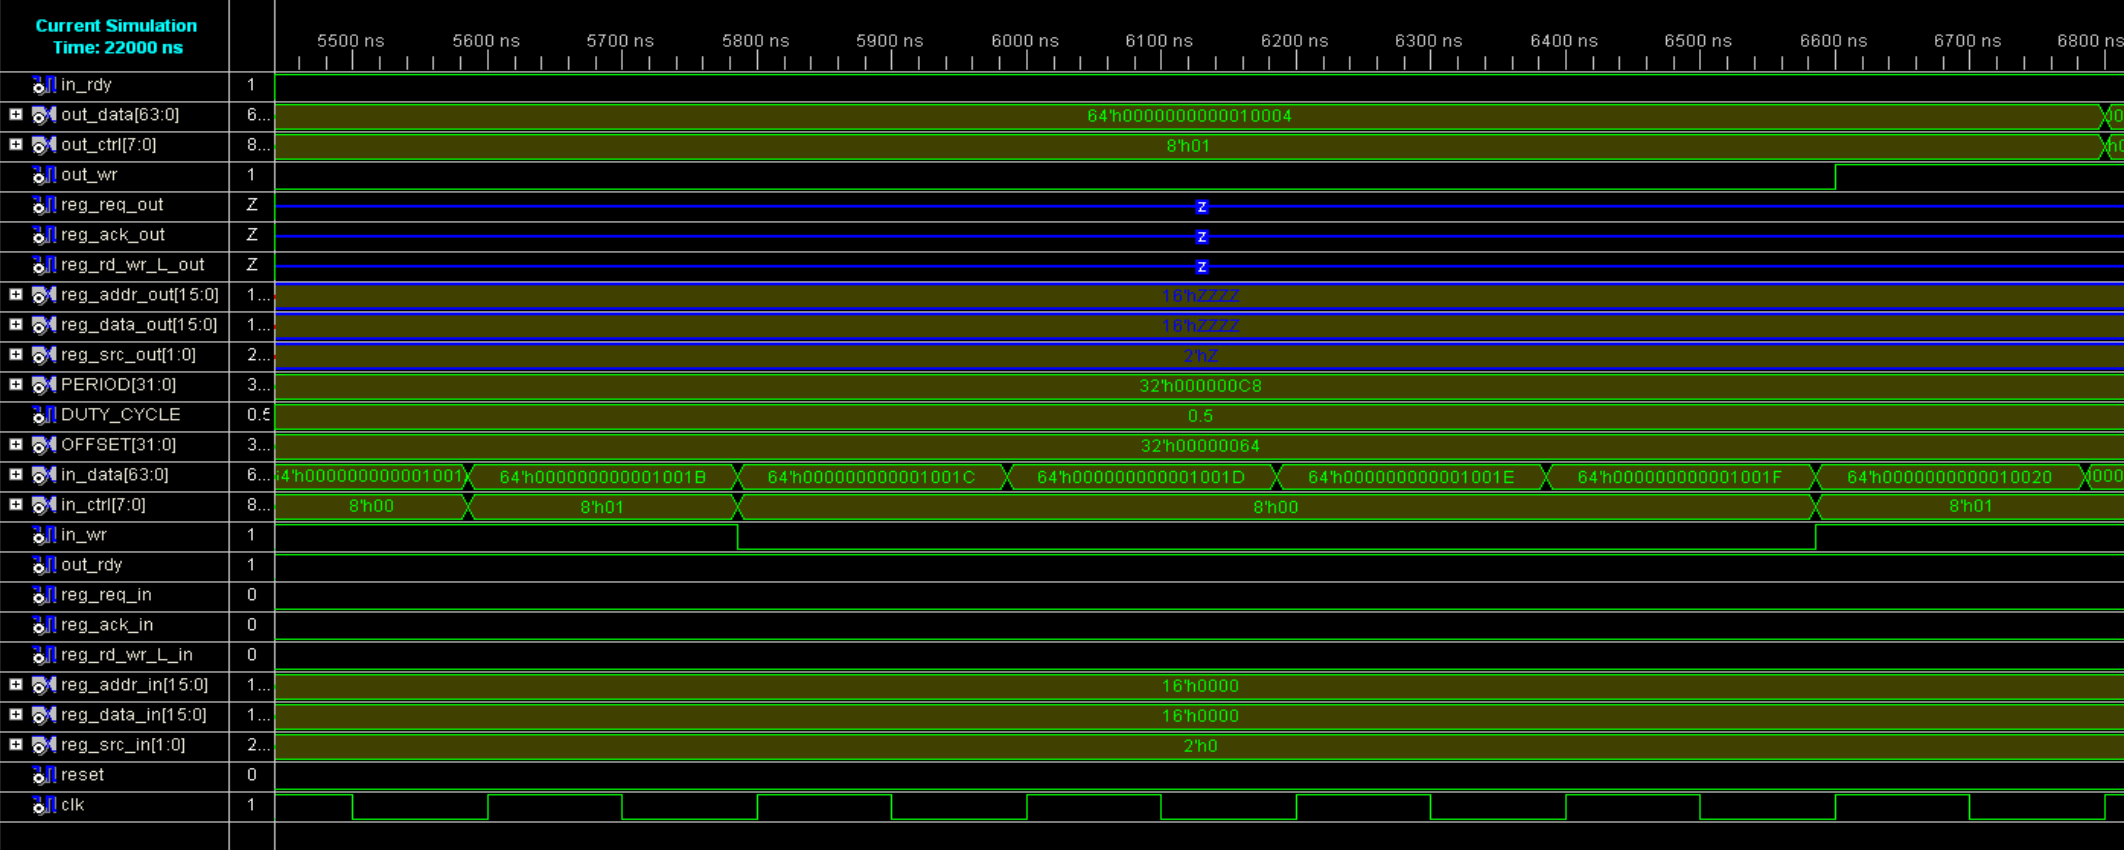 Current Simulation
Time: 22000 ns
5500 ns 5600 ns 5700 ns 5800 ns 5900 ns 6000 ns 6100 ns 6200 ns 6300 ns 6400 ns 6500 ns 6600 ns 6700 ns 6800 ns
in_rdy 1
out_data[63:0] 6... 64'h0000000000010004
out_ctrl[7:0] 8... 8'h01
out_wr 1
reg_req_out Z Z
reg_ack_out Z Z
reg_rd_wr_L_out Z Z
reg_addr_out[15:0] 1... 16'hZZZZ
reg_data_out[15:0] 1... 16'hZZZZ
reg_src_out[1:0] 2... 2'hZ
PERIOD[31:0] 3... 32'h000000C8
DUTY_CYCLE 0.5 0.5
OFFSET[31:0] 3... 32'h00000064
in_data[63:0] 6... 4'h0000000000001001 64'h000000000001001B 64'h000000000001001C 64'h000000000001001D 64'h000000000001001E 64'h000000000001001F 64'h0000000000010020 000
in_ctrl[7:0] 8... 8'h00 8'h01 8'h00 8'h01
in_wr 1
out_rdy 1
reg_req_in 0
reg_ack_in 0
reg_rd_wr_L_in 0
reg_addr_in[15:0] 1... 16'h0000
reg_data_in[15:0] 1... 16'h0000
reg_src_in[1:0] 2... 2'h0
reset 0
clk 1